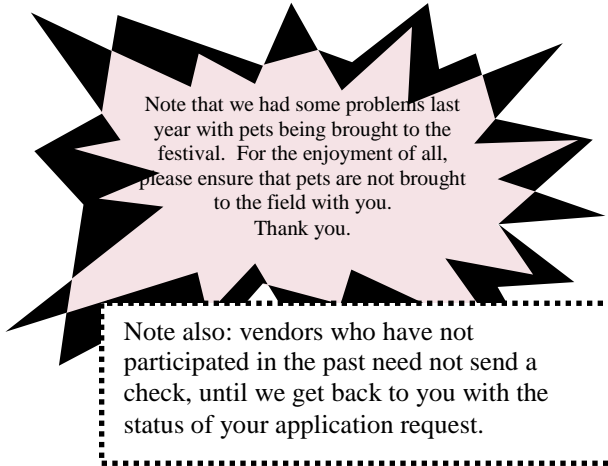 Note that we had some problems last
year with pets being brought to the
festival.  For the enjoyment of all,
please ensure that pets are not brought
to the field with you.
Thank you.
Note also: vendors who have not
participated in the past need not send a
check, until we get back to you with the
status of your application request.